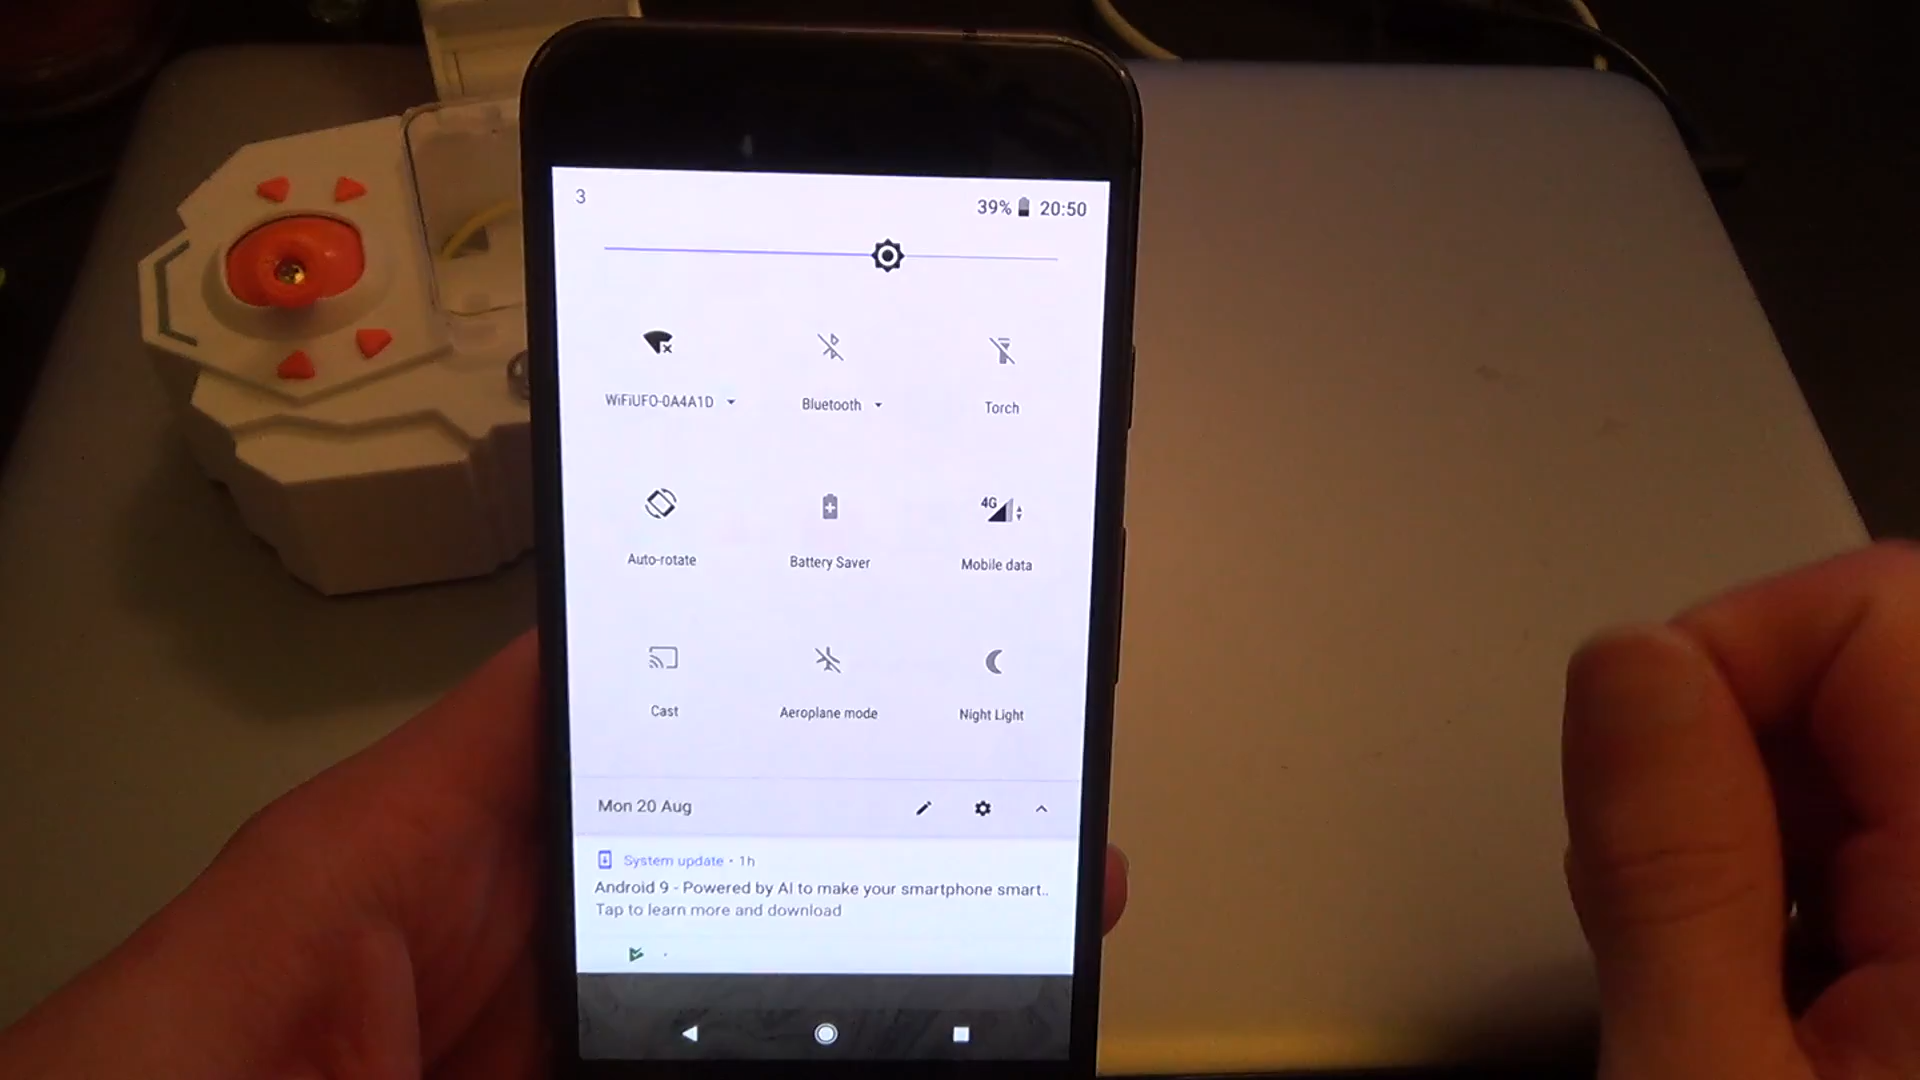 3
39% 20:50
WiFiUFO-0A4A1D Bluetooth Torch
4G
Auto-rotate Battery Saver Mobile data
Cast Aeroplane mode Night Light
Mon 20 Aug
System update • 1h
Android 9 - Powered by AI to make your smartphone smart..
Tap to learn more and download